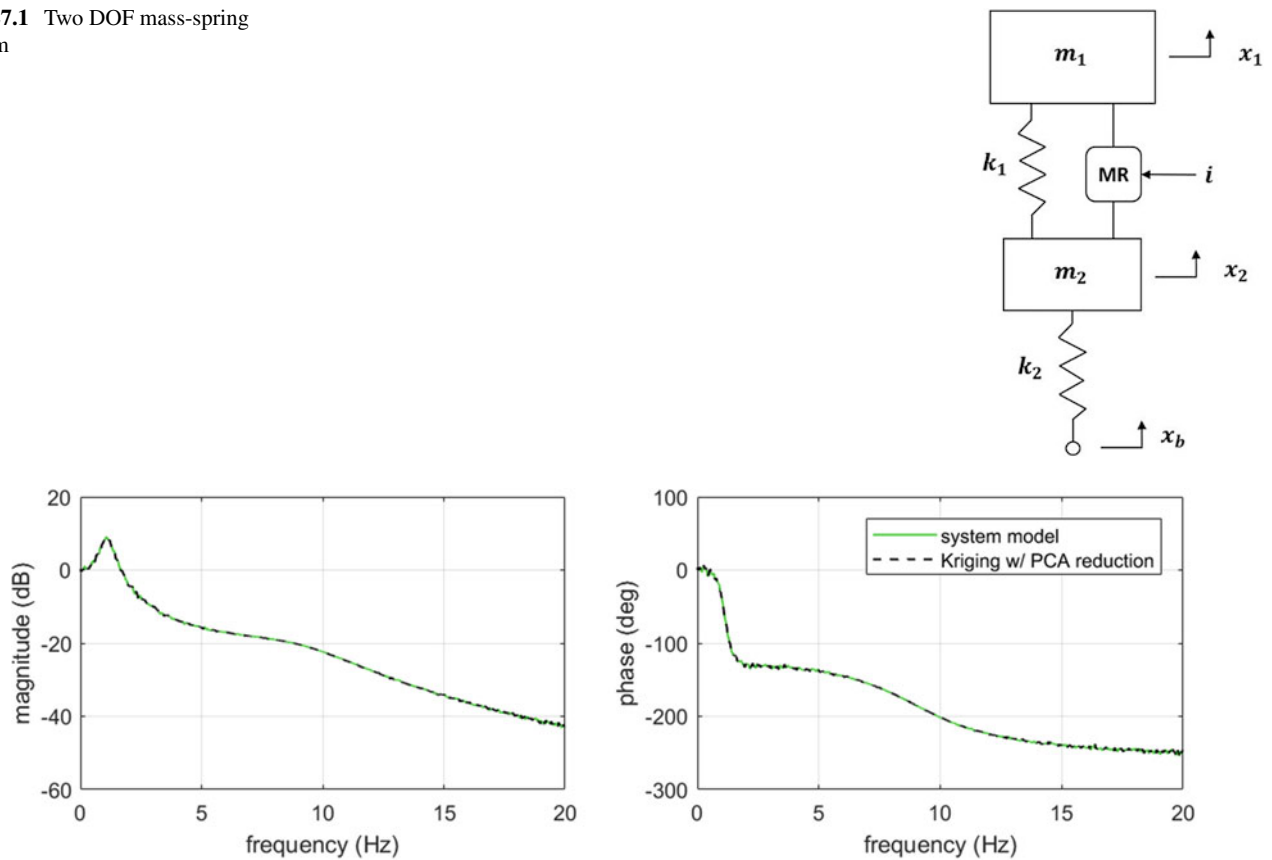 7.1 Two DOF mass-spring
m₁
x₁
k₁
MR
i
m₂
x₂
k₂
x_b
20
0
-20
-40
-60
magnitude (dB)
0 5 10 15 20
frequency (Hz)
100
0
-100
-200
-300
phase (deg)
system model
Kriging w/ PCA reduction
0 5 10 15 20
frequency (Hz)